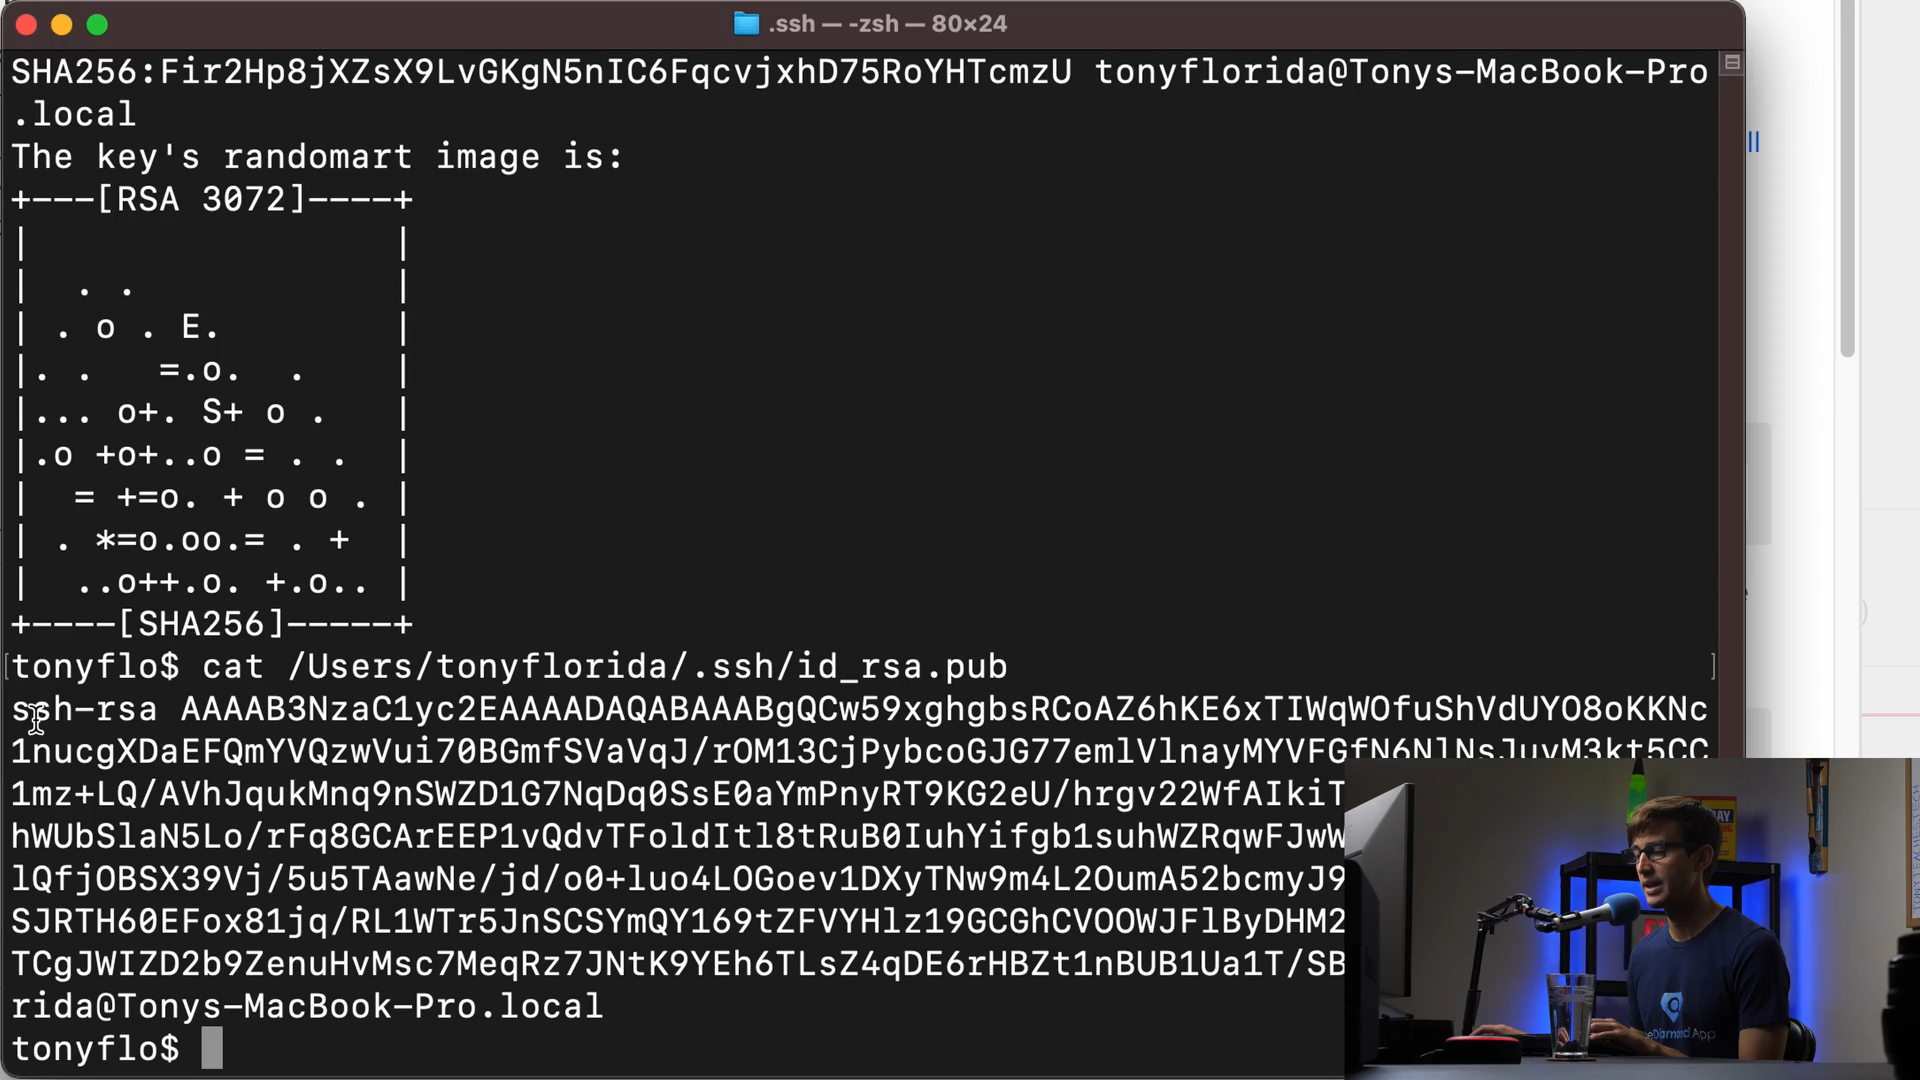 .ssh — -zsh — 80×24
SHA256:Fir2Hp8jXZsX9LvGKgN5nIC6FqcvjxhD75RoYHTcmzU tonyflorida@Tonys-MacBook-Pro
.local
The key's randomart image is:
+---[RSA 3072]----+
|                 |
|  . .            |
| . o . E.        |
|. .   =.o.  .    |
|... o+. S+ o .   |
|.o +o+..o = . .  |
|  = +=o. + o o . |
| . *=o.oo.= . +  |
|  ..o++.o. +.o.. |
+----[SHA256]-----+
tonyflo$ cat /Users/tonyflorida/.ssh/id_rsa.pub
ssh-rsa AAAAB3NzaC1yc2EAAAADAQABAAABgQCw59xghgbsRCoAZ6hKE6xTIWqWOfuShVdUYO8oKKNc
1nucgXDaEFQmYVQzwVui70BGmfSVaVqJ/rOM13CjPybcoGJG77emlVlnayMYVFGfN6NlNsJuvM3kt5CC
1mz+LQ/AVhJqukMnq9nSWZD1G7NqDq0SsE0aYmPnyRT9KG2eU/hrgv22WfAIkiT
hWUbSlaN5Lo/rFq8GCArEEP1vQdvTFoldItl8tRuB0IuhYifgb1suhWZRqwFJwW
lQfjOBSX39Vj/5u5TAawNe/jd/o0+luo4LOGoev1DXyTNw9m4L2OumA52bcmyJ9
SJRTH60EFox81jq/RL1WTr5JnSCSYmQY169tZFVYHlz19GCGhCVOOWJFlByDHM2
TCgJWIZD2b9ZenuHvMsc7MeqRz7JNtK9YEh6TLsZ4qDE6rHBZt1nBUB1Ua1T/SB
rida@Tonys-MacBook-Pro.local
tonyflo$